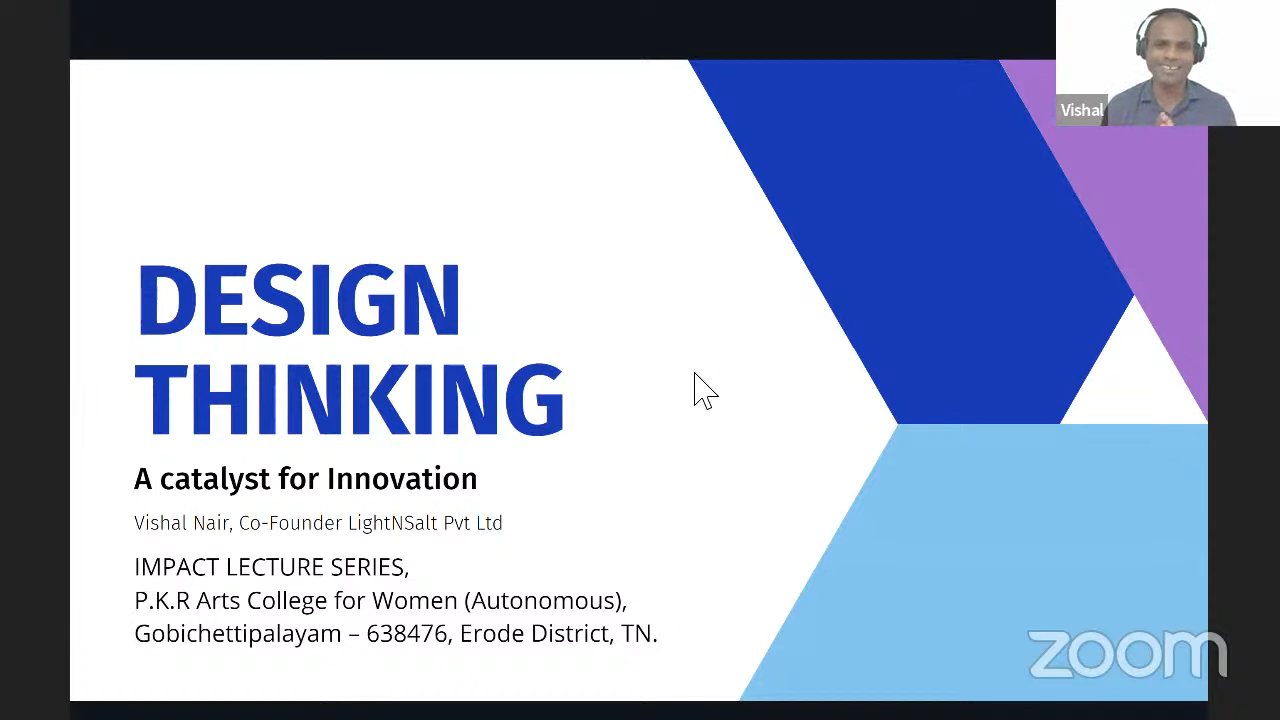 Vishal
DESIGN
THINKING
A catalyst for Innovation
Vishal Nair, Co-Founder LightNSalt Pvt Ltd
IMPACT LECTURE SERIES,
P.K.R Arts College for Women (Autonomous),
Gobichettipalayam – 638476, Erode District, TN.
zoom